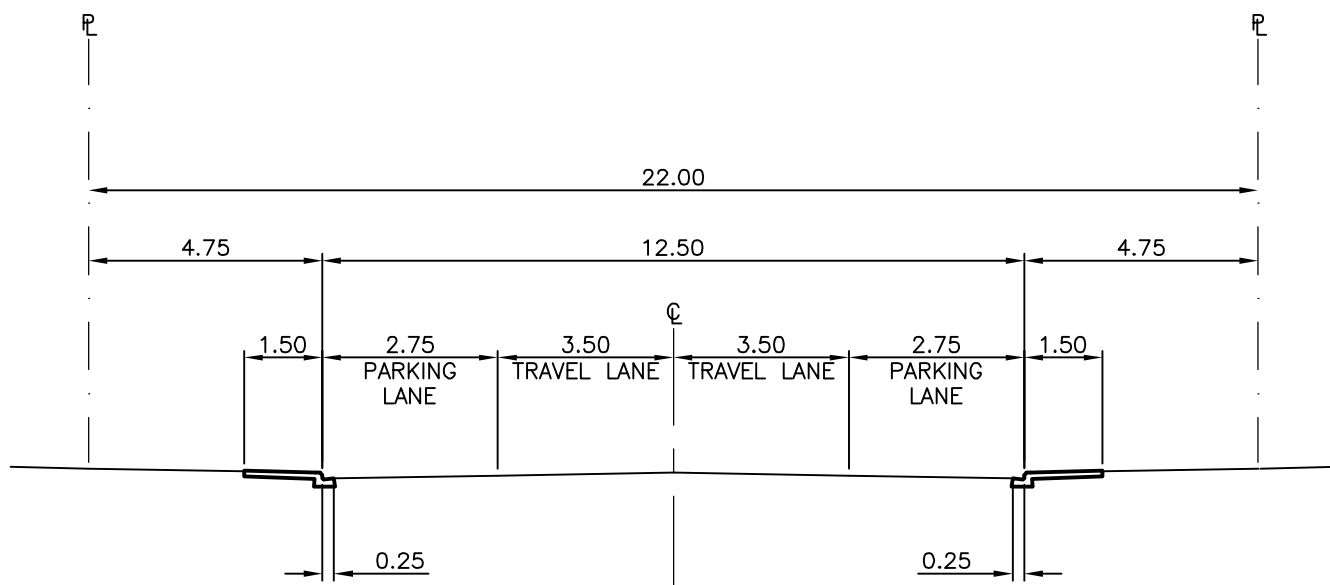 PL PL
22.00
4.75 12.50 4.75
CL
1.50 2.75 3.50 3.50 2.75 1.50
PARKING TRAVEL LANE TRAVEL LANE PARKING
LANE LANE
0.25 0.25